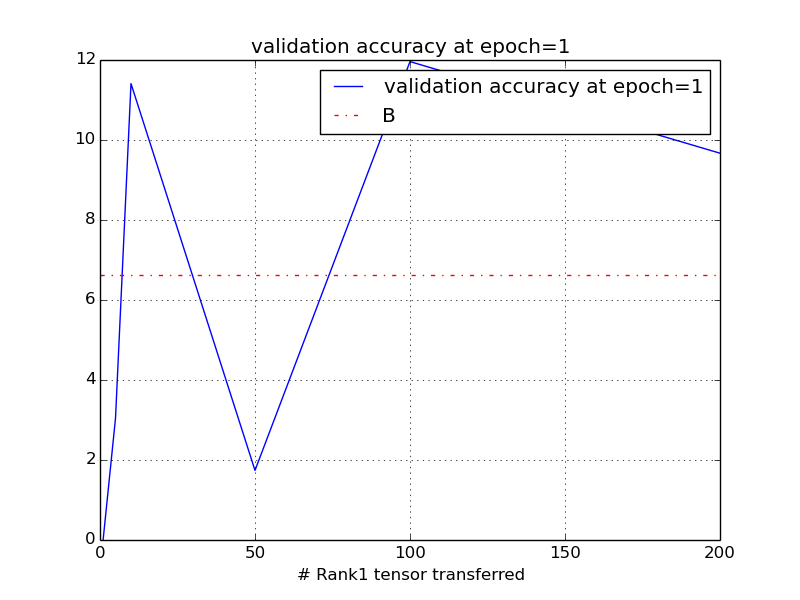 validation accuracy at epoch=1
validation accuracy at epoch=1
B
12
10
8
6
4
2
0
0 50 100 150 200
# Rank1 tensor transferred